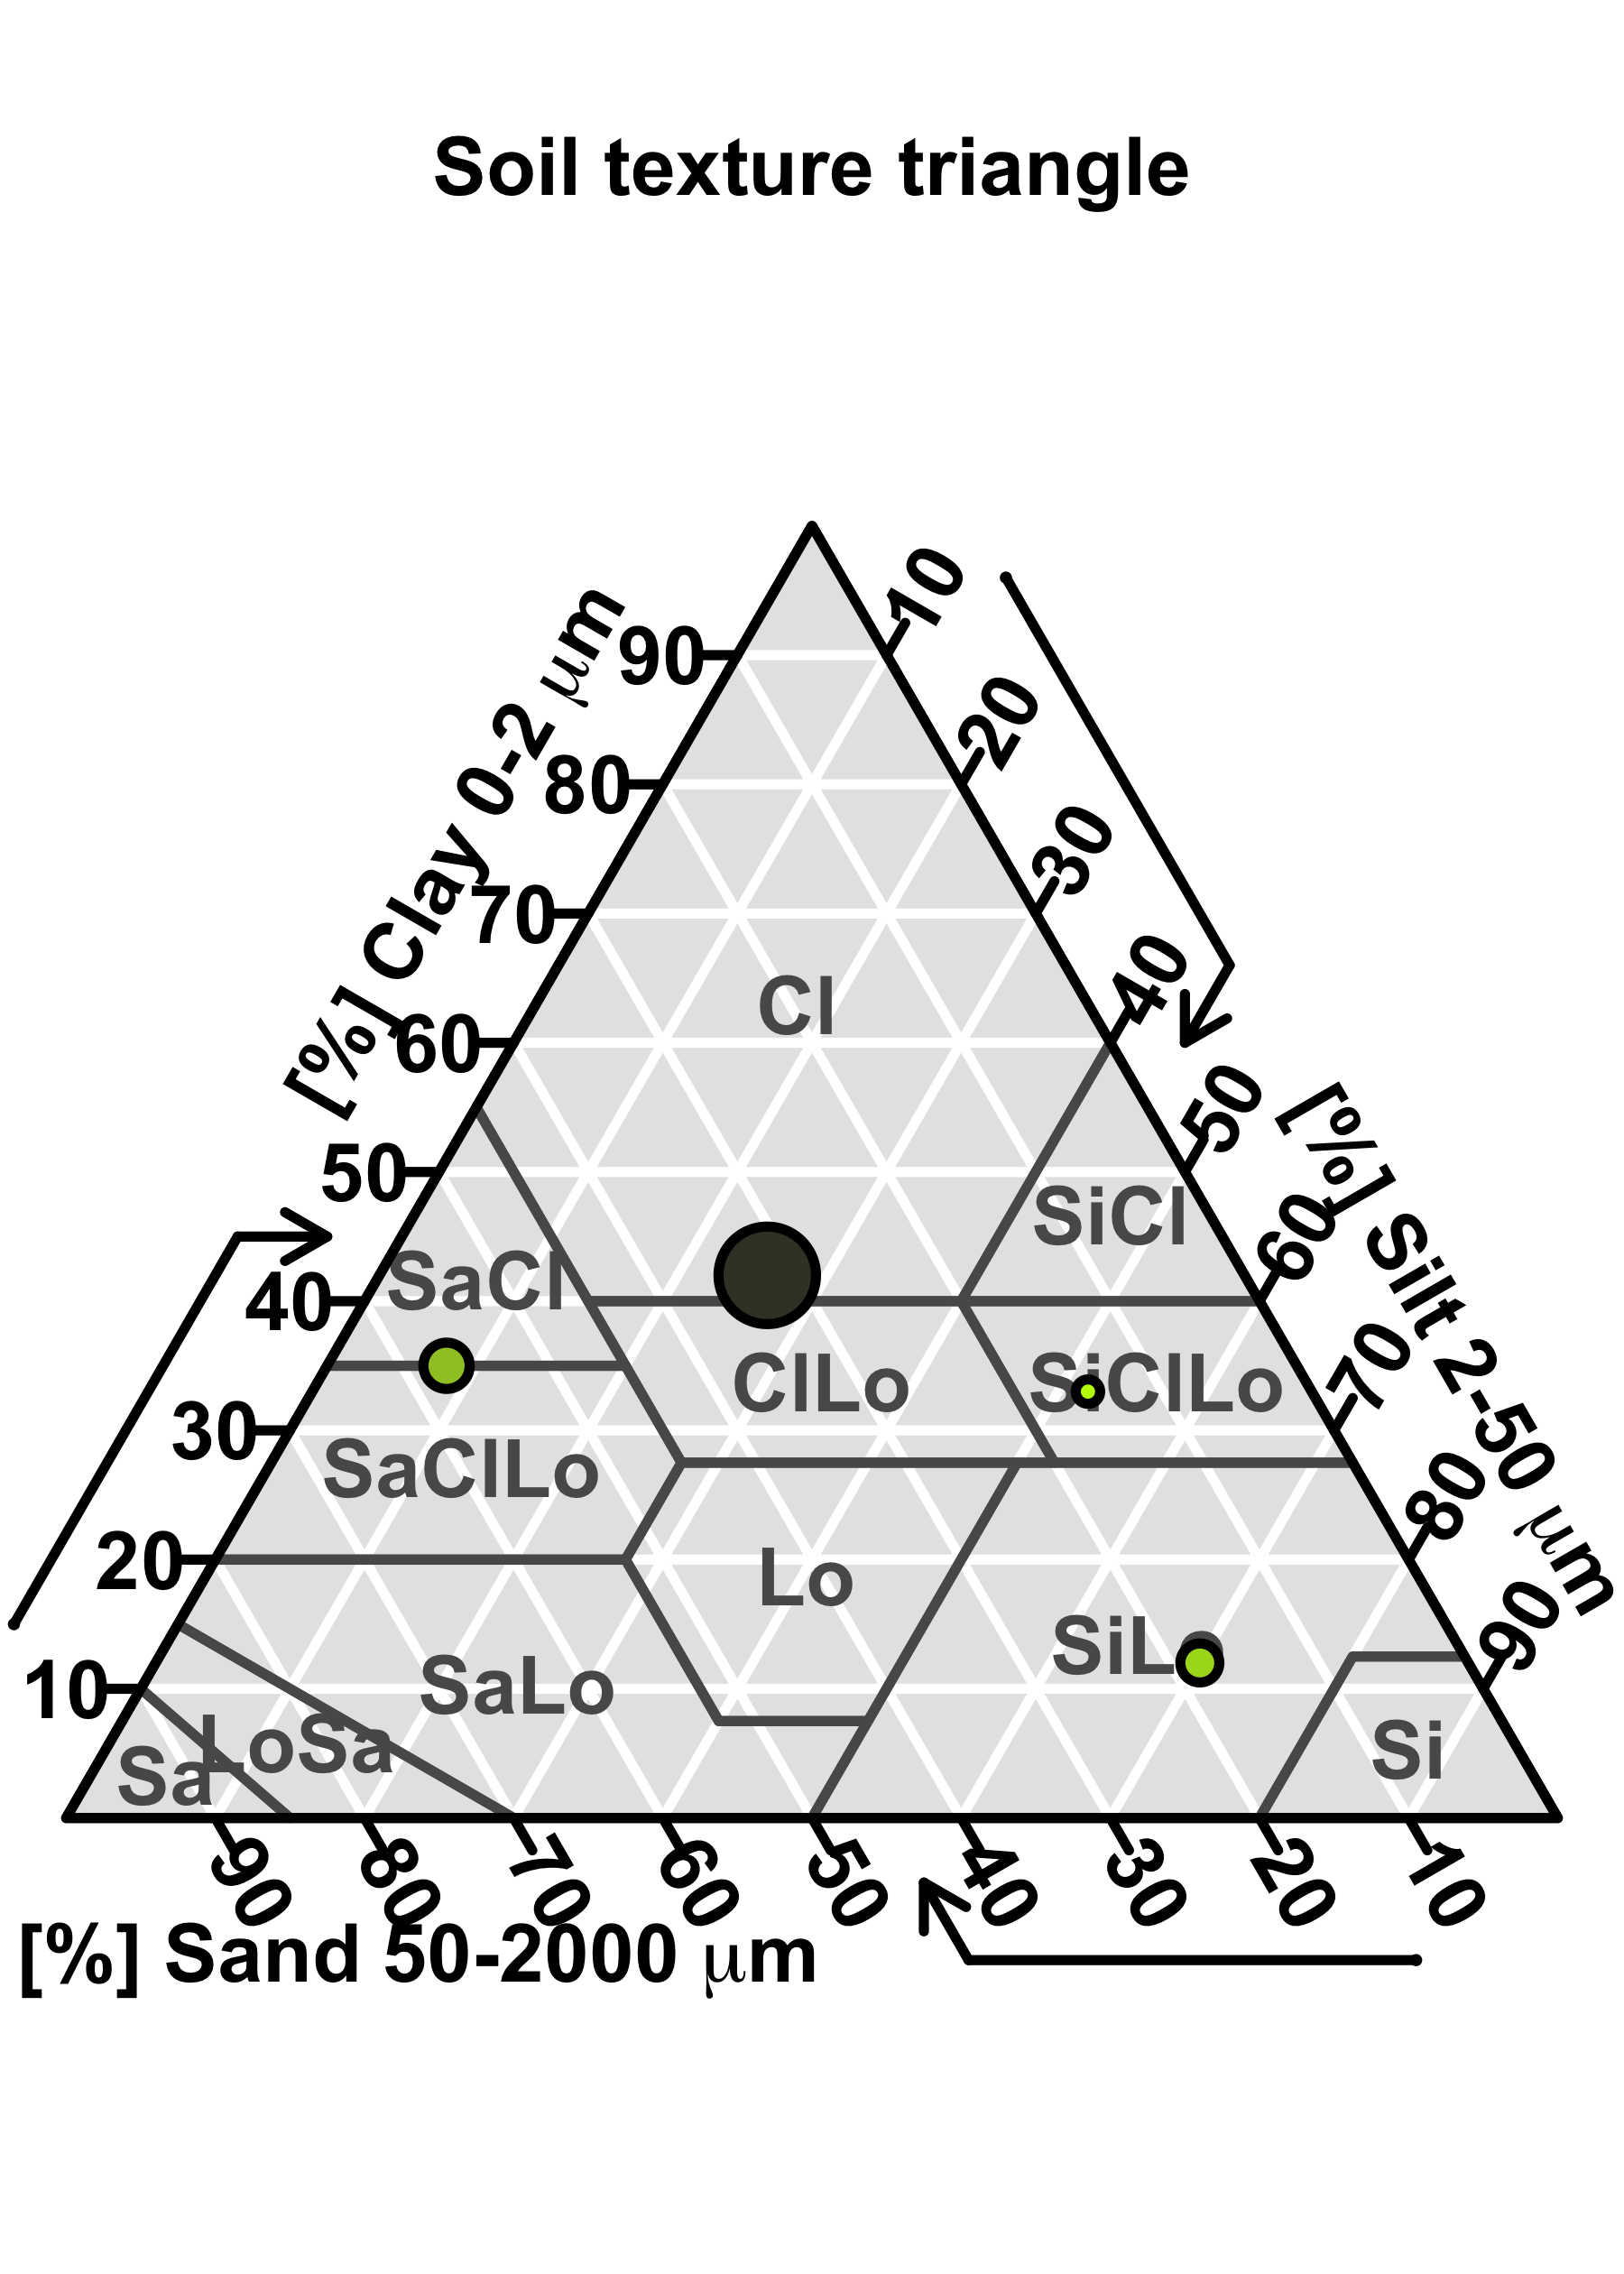 Soil texture triangle
10
90
[%] Clay 0-2 μm
20
80
30
70
Cl
40
60
50
[%] Silt 2-50 μm
50
SiCl
60
SaCl
40
ClLo
SiClLo
70
30
SaClLo
80
20
Lo
SiLo
90
10
SaLo
LoSa
Sa
Si
90
80
70
60
50
40
30
20
10
[%] Sand 50-2000 μm